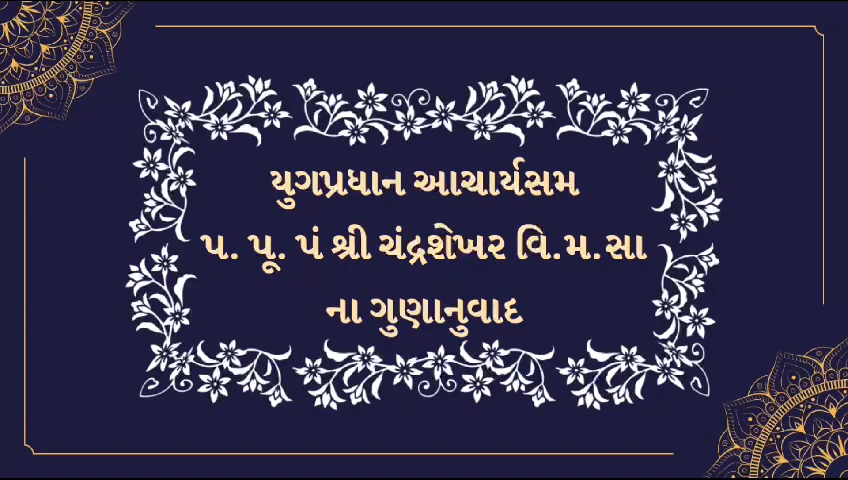 યુગપ્રધાન આચાર્યસમ
પ. પૂ. પં શ્રી ચંદ્રશેખર વિ.મ.સા
ના ગુણાનુવાદ